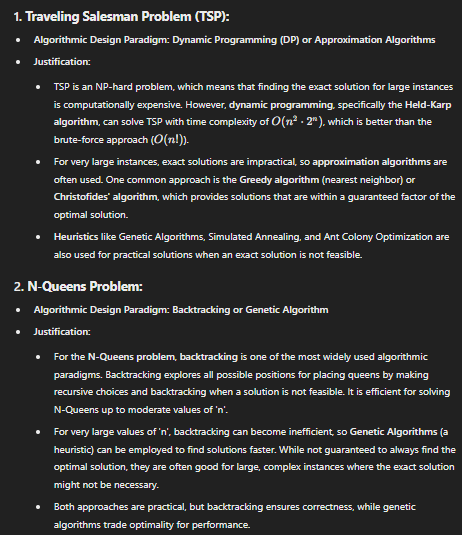 1. Traveling Salesman Problem (TSP):
• Algorithmic Design Paradigm: Dynamic Programming (DP) or Approximation Algorithms
• Justification:
• TSP is an NP-hard problem, which means that finding the exact solution for large instances
is computationally expensive. However, dynamic programming, specifically the Held-Karp
algorithm, can solve TSP with time complexity of O(n² · 2ⁿ), which is better than the
brute-force approach (O(n!)).
• For very large instances, exact solutions are impractical, so approximation algorithms are
often used. One common approach is the Greedy algorithm (nearest neighbor) or
Christofides' algorithm, which provides solutions that are within a guaranteed factor of the
optimal solution.
• Heuristics like Genetic Algorithms, Simulated Annealing, and Ant Colony Optimization are
also used for practical solutions when an exact solution is not feasible.
2. N-Queens Problem:
• Algorithmic Design Paradigm: Backtracking or Genetic Algorithm
• Justification:
• For the N-Queens problem, backtracking is one of the most widely used algorithmic
paradigms. Backtracking explores all possible positions for placing queens by making
recursive choices and backtracking when a solution is not feasible. It is efficient for solving
N-Queens up to moderate values of 'n'.
• For very large values of 'n', backtracking can become inefficient, so Genetic Algorithms (a
heuristic) can be employed to find solutions faster. While not guaranteed to always find the
optimal solution, they are often good for large, complex instances where the exact solution
might not be necessary.
• Both approaches are practical, but backtracking ensures correctness, while genetic
algorithms trade optimality for performance.